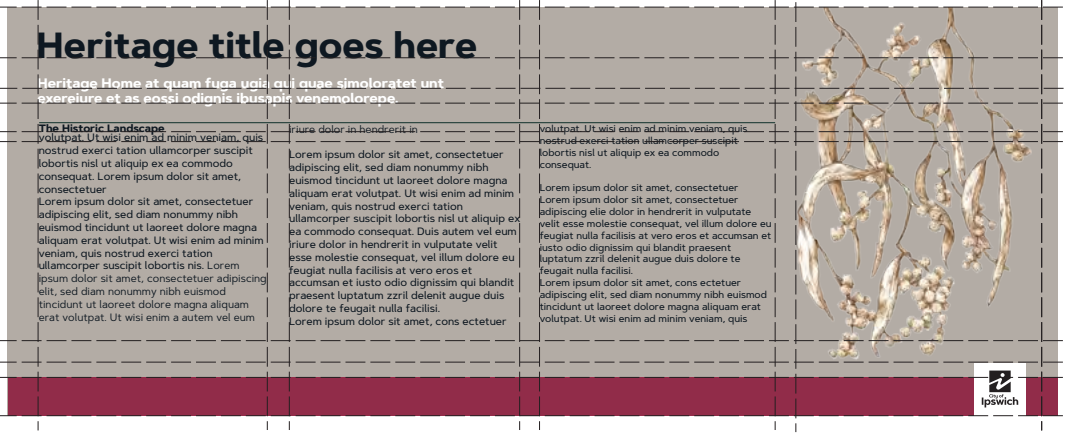 Heritage title goes here
Heritage Home at quam fuga ugia qui quae simoloratet unt
exereiure et as eossi odignis ibusapis venemolorepe.
The Historic Landscape
volutpat. Ut wisi enim ad minim veniam, quis
nostrud exerci tation ullamcorper suscipit
lobortis nisl ut aliquip ex ea commodo
consequat. Lorem ipsum dolor sit amet,
consectetuer
Lorem ipsum dolor sit amet, consectetuer
adipiscing elit, sed diam nonummy nibh
euismod tincidunt ut laoreet dolore magna
aliquam erat volutpat. Ut wisi enim ad minim
veniam, quis nostrud exerci tation
ullamcorper suscipit lobortis nis. Lorem
ipsum dolor sit amet, consectetuer adipiscing
elit, sed diam nonummy nibh euismod
tincidunt ut laoreet dolore magna aliquam
erat volutpat. Ut wisi enim a autem vel eum
iriure dolor in hendrerit in
Lorem ipsum dolor sit amet, consectetuer
adipiscing elit, sed diam nonummy nibh
euismod tincidunt ut laoreet dolore magna
aliquam erat volutpat. Ut wisi enim ad minim
veniam, quis nostrud exerci tation
ullamcorper suscipit lobortis nisl ut aliquip ex
ea commodo consequat. Duis autem vel eum
iriure dolor in hendrerit in vulputate velit
esse molestie consequat, vel illum dolore eu
feugiat nulla facilisis at vero eros et
accumsan et iusto odio dignissim qui blandit
praesent luptatum zzril delenit augue duis
dolore te feugait nulla facilisi.
Lorem ipsum dolor sit amet, cons ectetuer
volutpat. Ut wisi enim ad minim veniam, quis
nostrud exerci tation ullamcorper suscipit
lobortis nisl ut aliquip ex ea commodo
consequat.
Lorem ipsum dolor sit amet, consectetuer
Lorem ipsum dolor sit amet, consectetuer
adipiscing elie dolor in hendrerit in vulputate
velit esse molestie consequat, vel illum dolore eu
feugiat nulla facilisis at vero eros et accumsan et
iusto odio dignissim qui blandit praesent
luptatum zzril delenit augue duis dolore te
feugait nulla facilisi.
Lorem ipsum dolor sit amet, cons ectetuer
adipiscing elit, sed diam nonummy nibh euismod
tincidunt ut laoreet dolore magna aliquam erat
volutpat. Ut wisi enim ad minim veniam, quis
City of
Ipswich